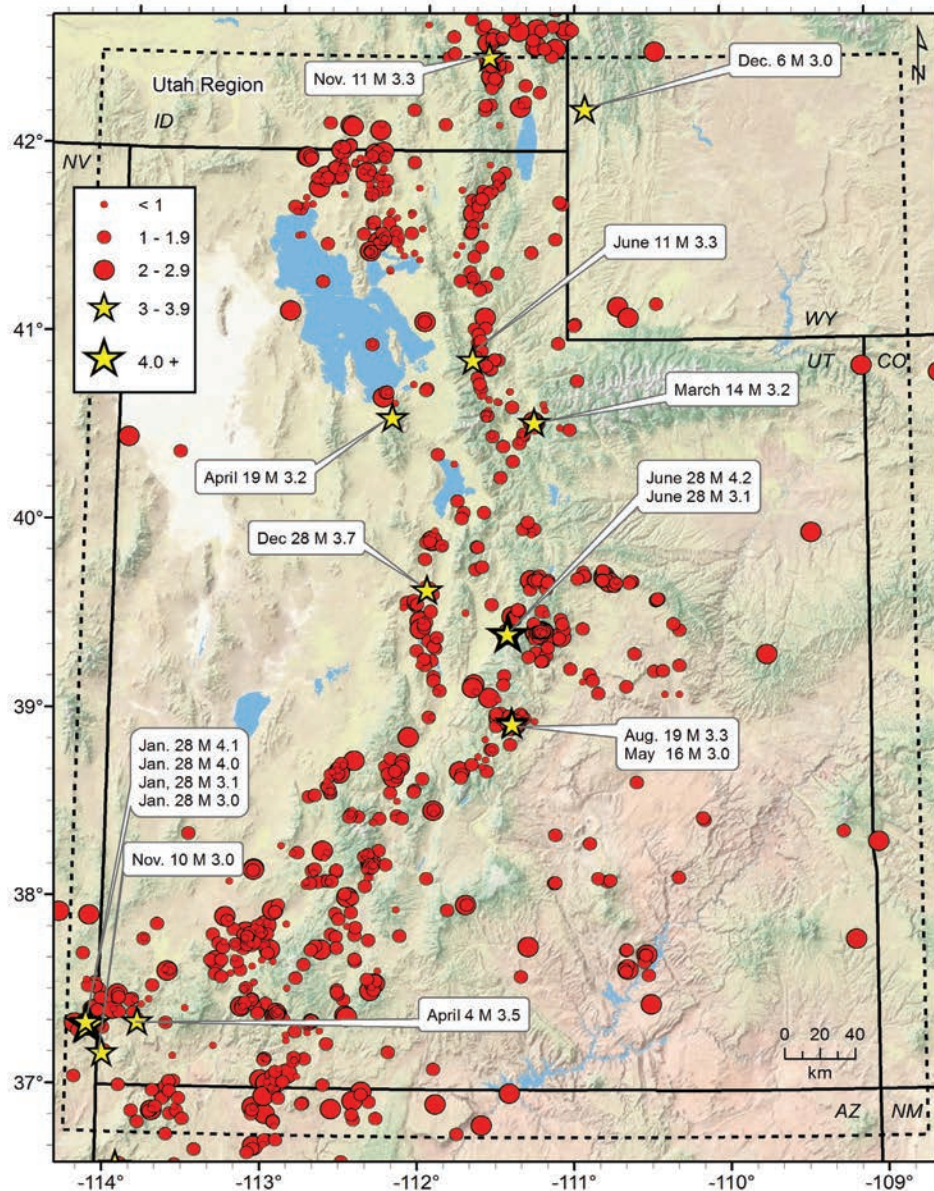 Utah Region
ID
Nov. 11 M 3.3
Dec. 6 M 3.0
N
42°
NV
< 1
1 - 1.9
2 - 2.9
3 - 3.9
4.0 +
June 11 M 3.3
41°
WY
UT
CO
March 14 M 3.2
April 19 M 3.2
June 28 M 4.2
June 28 M 3.1
40°
Dec 28 M 3.7
39°
Jan. 28 M 4.1
Jan. 28 M 4.0
Jan, 28 M 3.1
Jan. 28 M 3.0
Aug. 19 M 3.3
May 16 M 3.0
Nov. 10 M 3.0
38°
April 4 M 3.5
0 20 40
km
37°
AZ
NM
-114°
-113°
-112°
-111°
-110°
-109°